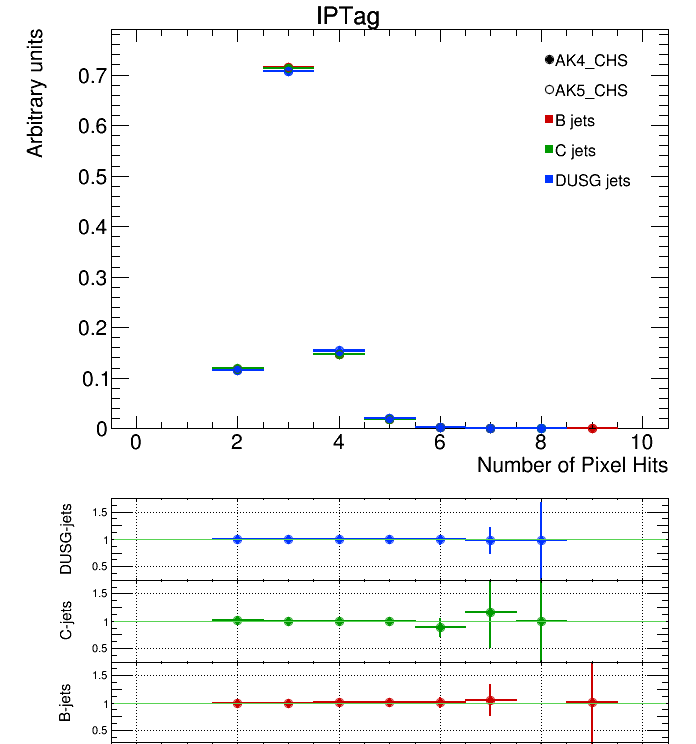 IPTag
Arbitrary units
0.7
0.6
0.5
0.4
0.3
0.2
0.1
0
AK4_CHS
AK5_CHS
B jets
C jets
DUSG jets
0 2 4 6 8 10
Number of Pixel Hits
DUSG-jets
1.5
1
0.5
C-jets
1.5
1
0.5
B-jets
1.5
1
0.5